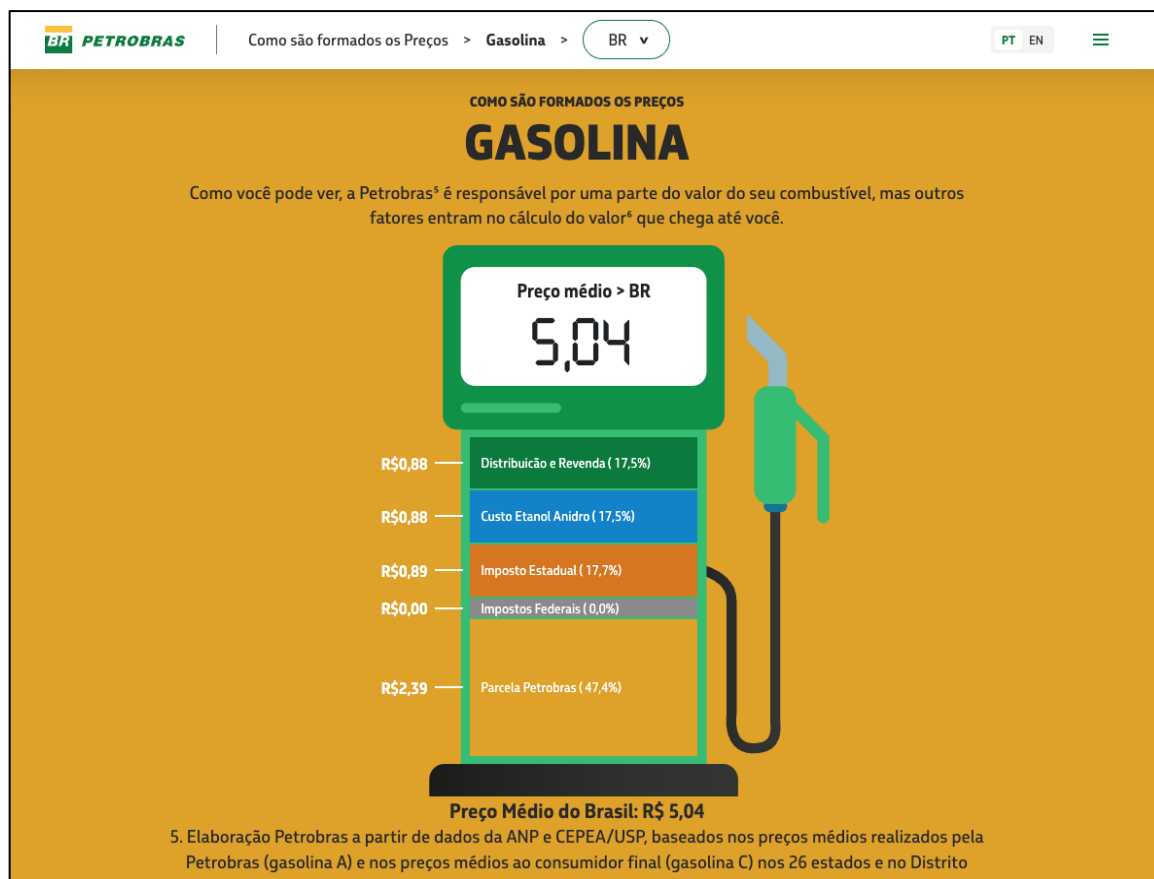 BR PETROBRAS
Como são formados os Preços > Gasolina > BR
PT EN
COMO SÃO FORMADOS OS PREÇOS
GASOLINA
Como você pode ver, a Petrobras⁵ é responsável por uma parte do valor do seu combustível, mas outros
fatores entram no cálculo do valor⁶ que chega até você.
Preço médio > BR
5,04
R$0,88 Distribuicão e Revenda ( 17,5%)
R$0,88 Custo Etanol Anidro ( 17,5%)
R$0,89 Imposto Estadual ( 17,7%)
R$0,00 Impostos Federais ( 0,0%)
R$2,39 Parcela Petrobras ( 47,4%)
Preço Médio do Brasil: R$ 5,04
5. Elaboração Petrobras a partir de dados da ANP e CEPEA/USP, baseados nos preços médios realizados pela
Petrobras (gasolina A) e nos preços médios ao consumidor final (gasolina C) nos 26 estados e no Distrito